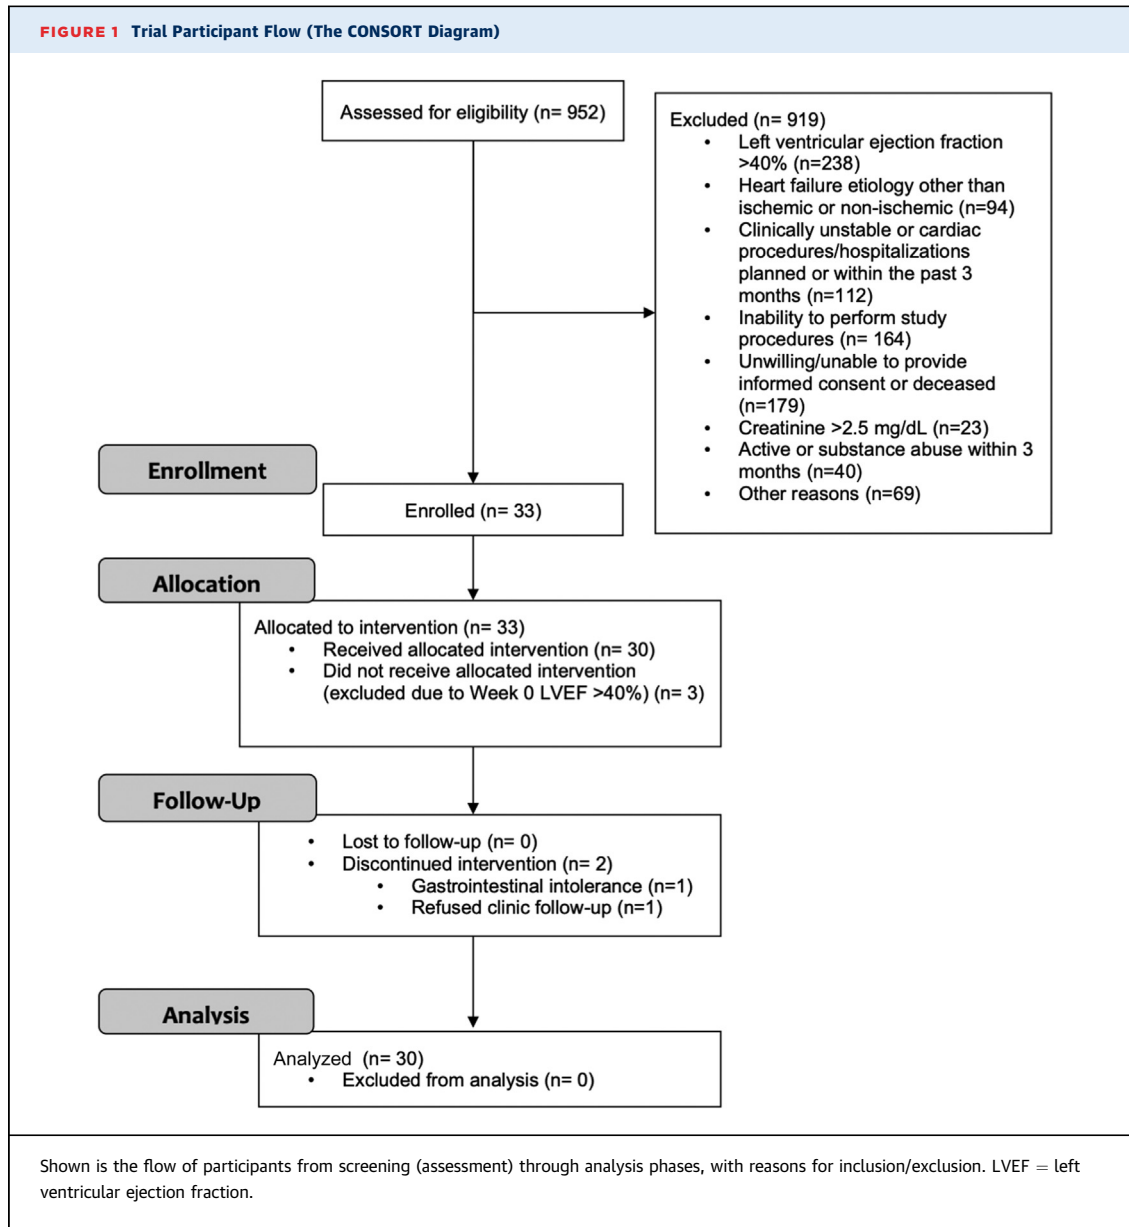 FIGURE 1 Trial Participant Flow (The CONSORT Diagram)
Assessed for eligibility (n= 952)
Excluded (n= 919)
• Left ventricular ejection fraction
>40% (n=238)
• Heart failure etiology other than
ischemic or non-ischemic (n=94)
• Clinically unstable or cardiac
procedures/hospitalizations
planned or within the past 3
months (n=112)
• Inability to perform study
procedures (n= 164)
• Unwilling/unable to provide
informed consent or deceased
(n=179)
• Creatinine >2.5 mg/dL (n=23)
• Active or substance abuse within 3
months (n=40)
• Other reasons (n=69)
Enrollment
Enrolled (n= 33)
Allocation
Allocated to intervention (n= 33)
• Received allocated intervention (n= 30)
• Did not receive allocated intervention
(excluded due to Week 0 LVEF >40%) (n= 3)
Follow-Up
• Lost to follow-up (n= 0)
• Discontinued intervention (n= 2)
• Gastrointestinal intolerance (n=1)
• Refused clinic follow-up (n=1)
Analysis
Analyzed (n= 30)
• Excluded from analysis (n= 0)
Shown is the flow of participants from screening (assessment) through analysis phases, with reasons for inclusion/exclusion. LVEF = left
ventricular ejection fraction.